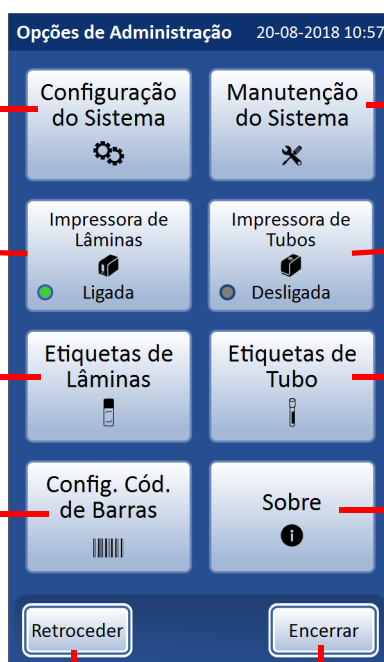 Opções de Administração 20-08-2018 10:57
Configuração
do Sistema
Manutenção
do Sistema
Impressora de
Lâminas
Ligada
Impressora de
Tubos
Desligada
Etiquetas de
Lâminas
Etiquetas de
Tubo
Config. Cód.
de Barras
Sobre
Retroceder
Encerrar